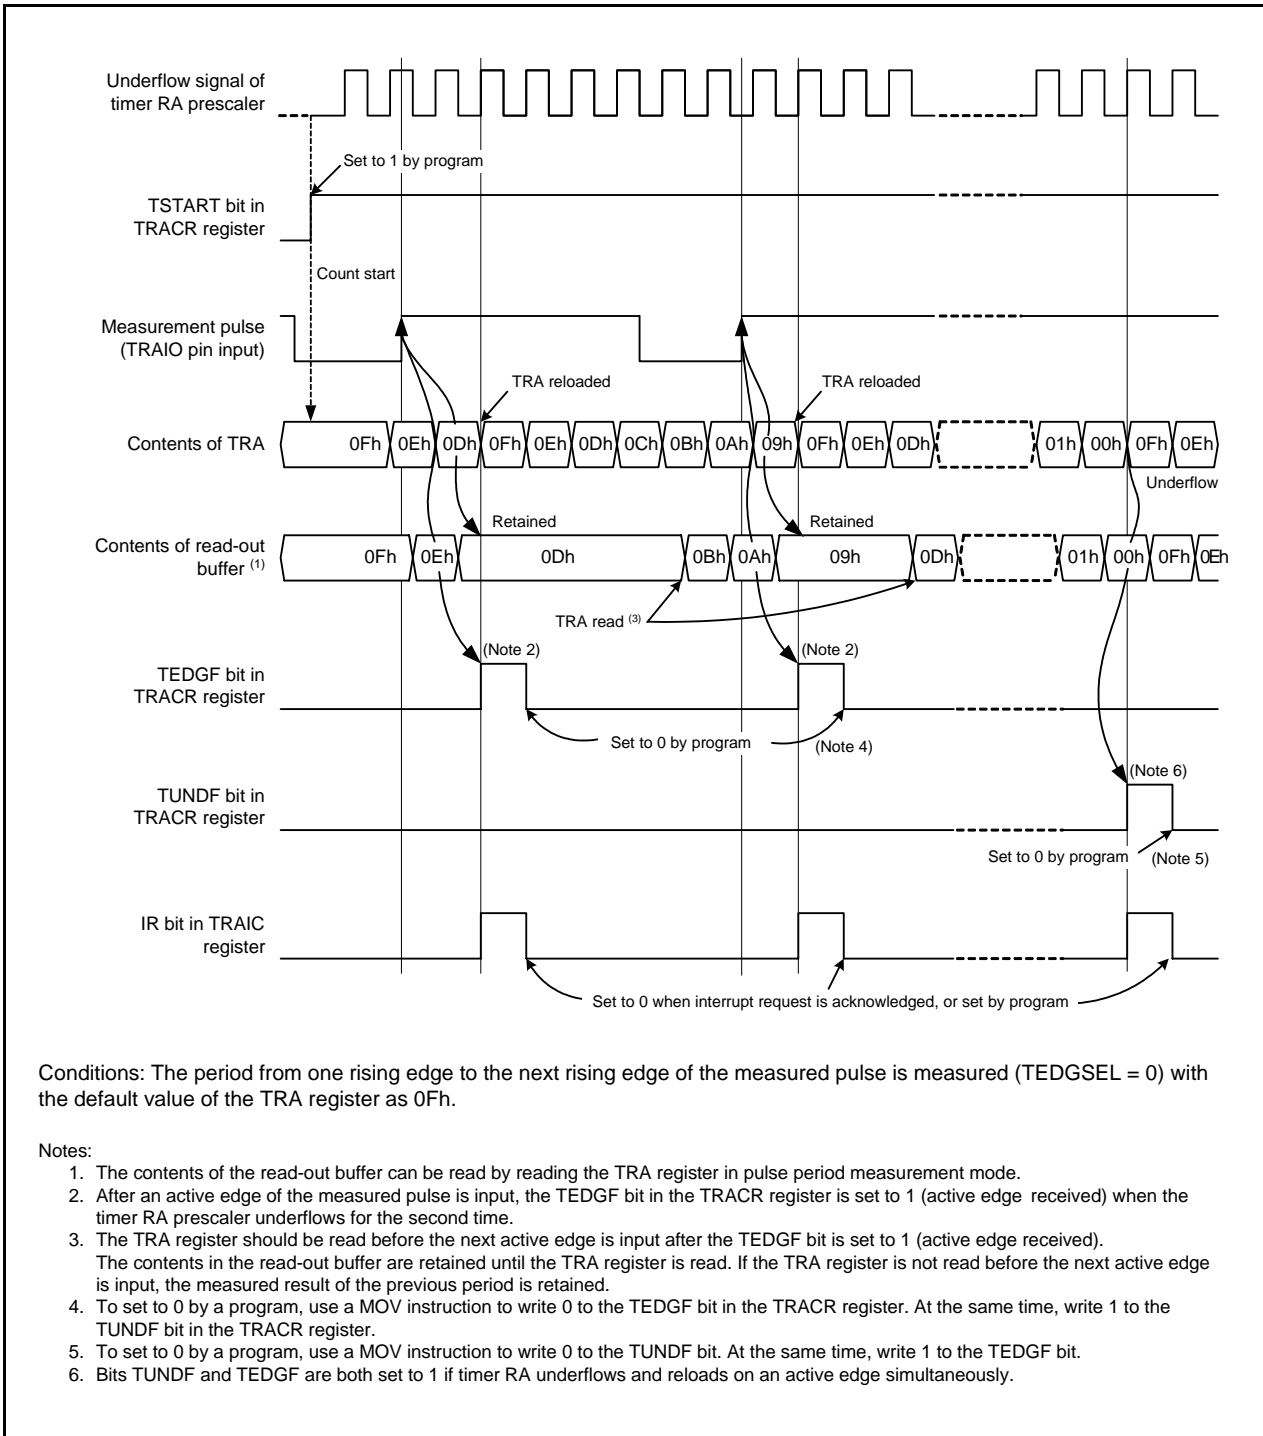 Underflow signal of
timer RA prescaler
Set to 1 by program
TSTART bit in
TRACR register
Count start
Measurement pulse
(TRAIO pin input)
TRA reloaded
TRA reloaded
Contents of TRA
0Fh 0Eh 0Dh 0Fh 0Eh 0Dh 0Ch 0Bh 0Ah 09h 0Fh 0Eh 0Dh 01h 00h 0Fh 0Eh
Underflow
Retained
Retained
Contents of read-out
buffer (1)
0Fh 0Eh 0Dh 0Bh 0Ah 09h 0Dh 01h 00h 0Fh 0Eh
TRA read (3)
(Note 2)
(Note 2)
TEDGF bit in
TRACR register
Set to 0 by program
(Note 4)
(Note 6)
TUNDF bit in
TRACR register
Set to 0 by program
(Note 5)
IR bit in TRAIC
register
Set to 0 when interrupt request is acknowledged, or set by program
Conditions: The period from one rising edge to the next rising edge of the measured pulse is measured (TEDGSEL = 0) with
the default value of the TRA register as 0Fh.
Notes:
1. The contents of the read-out buffer can be read by reading the TRA register in pulse period measurement mode.
2. After an active edge of the measured pulse is input, the TEDGF bit in the TRACR register is set to 1 (active edge received) when the
timer RA prescaler underflows for the second time.
3. The TRA register should be read before the next active edge is input after the TEDGF bit is set to 1 (active edge received).
The contents in the read-out buffer are retained until the TRA register is read. If the TRA register is not read before the next active edge
is input, the measured result of the previous period is retained.
4. To set to 0 by a program, use a MOV instruction to write 0 to the TEDGF bit in the TRACR register. At the same time, write 1 to the
TUNDF bit in the TRACR register.
5. To set to 0 by a program, use a MOV instruction to write 0 to the TUNDF bit. At the same time, write 1 to the TEDGF bit.
6. Bits TUNDF and TEDGF are both set to 1 if timer RA underflows and reloads on an active edge simultaneously.